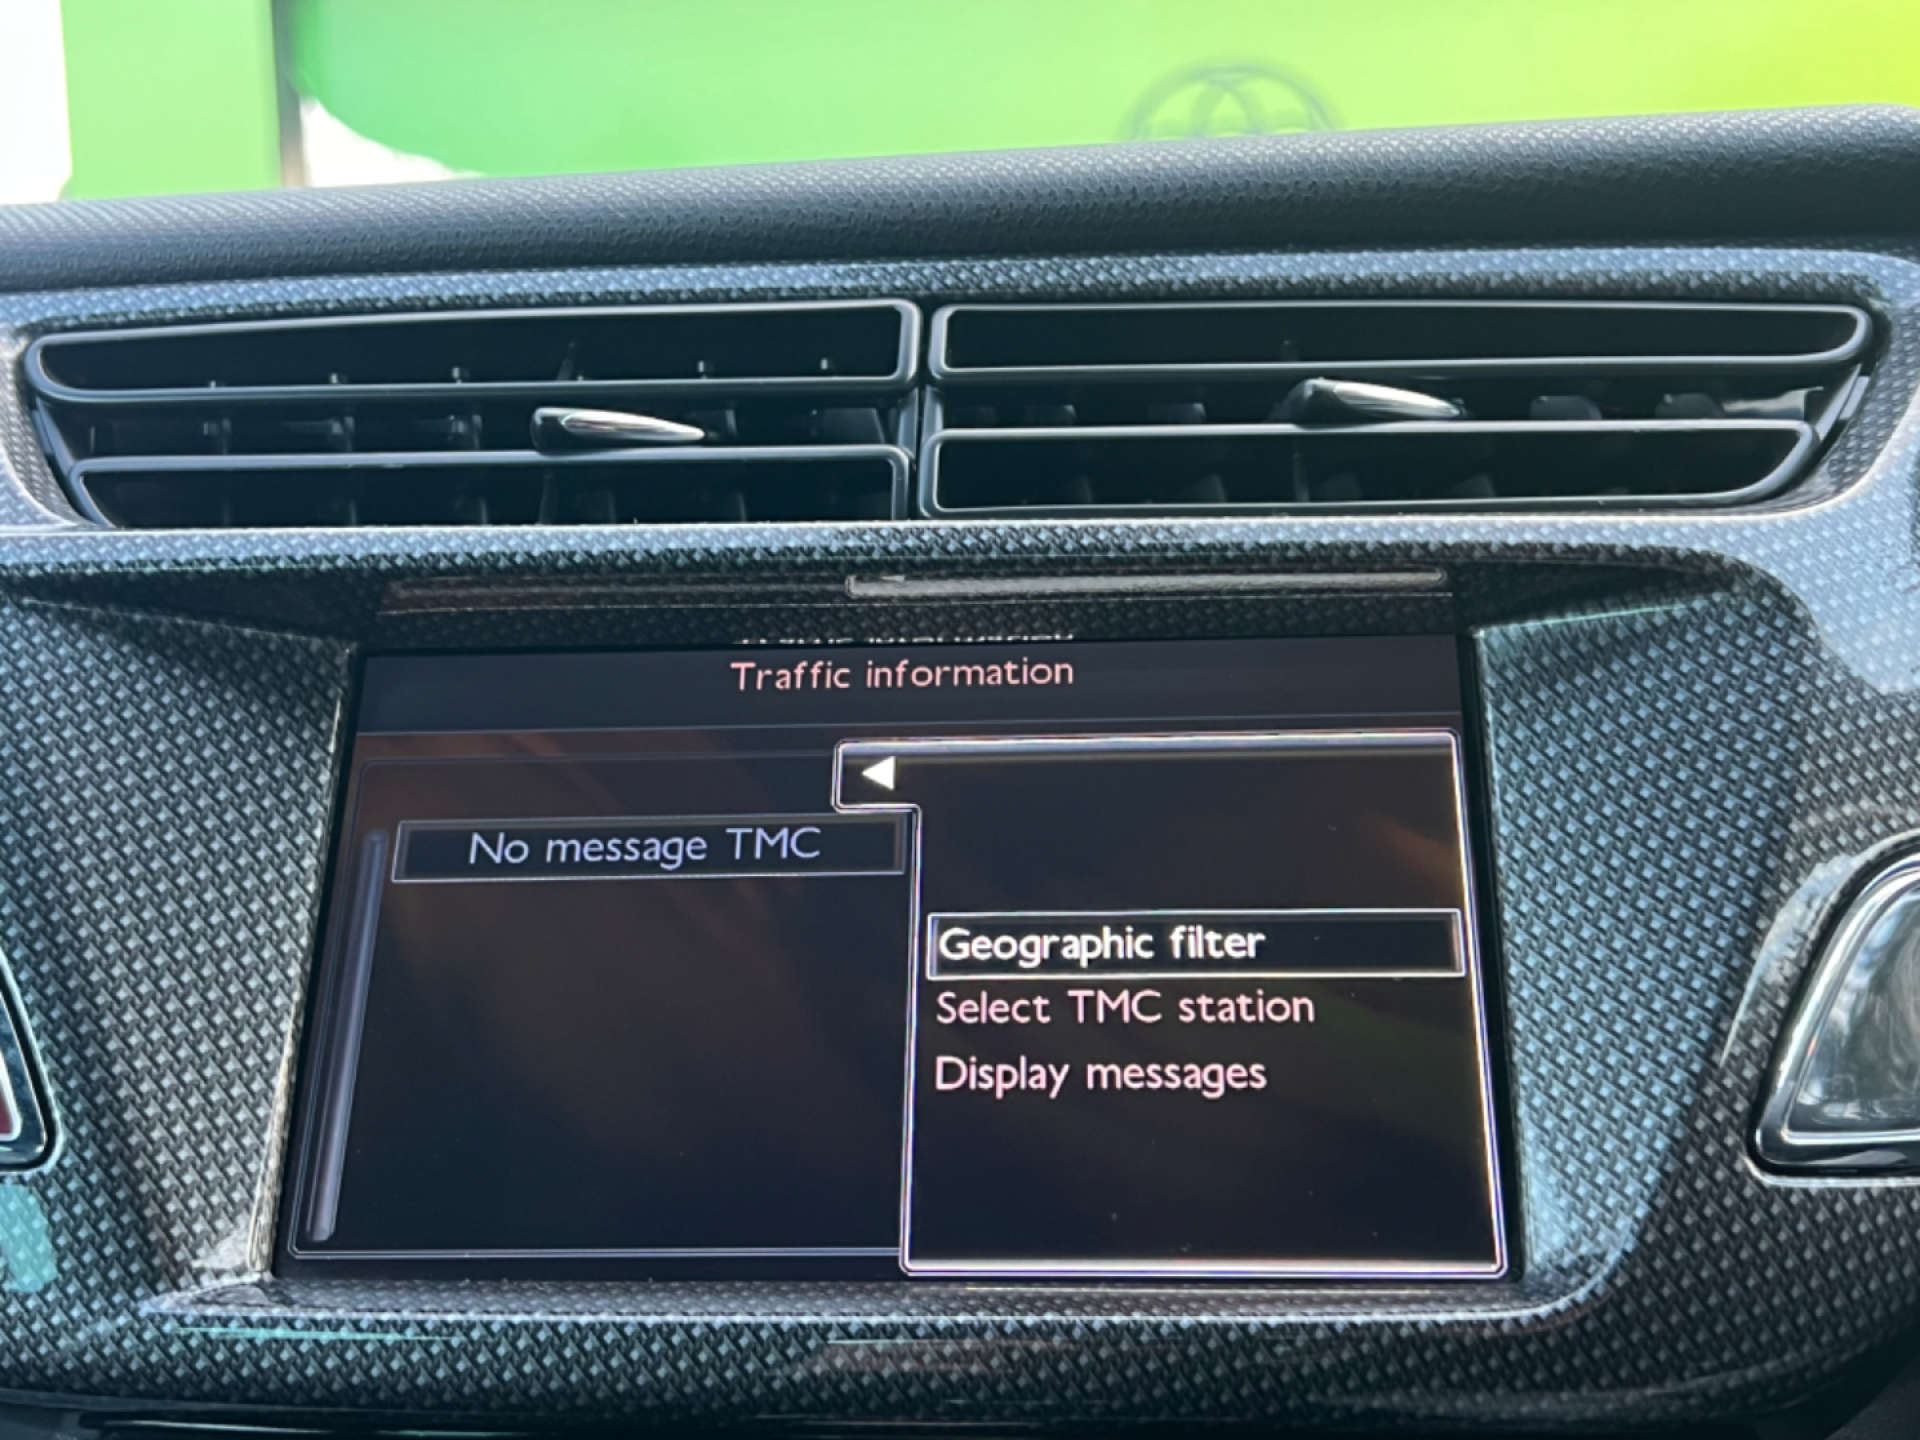 Traffic information
No message TMC
Geographic filter
Select TMC station
Display messages